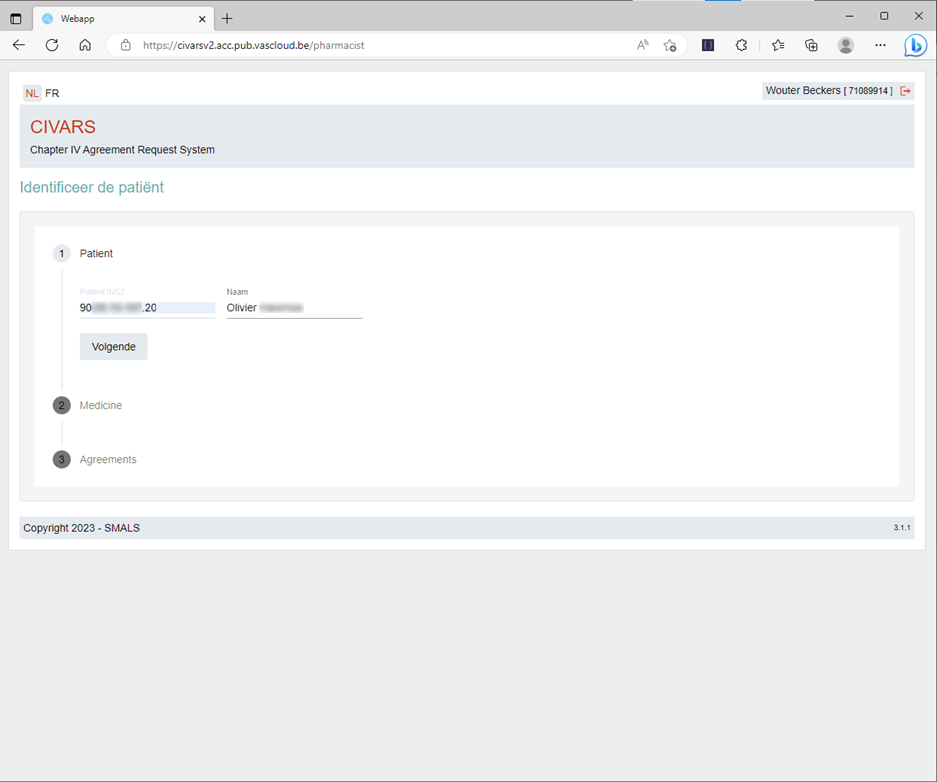 Webapp
https://civarsv2.acc.pub.vascloud.be/pharmacist
NL FR
Wouter Beckers [ 71089914 ]
CIVARS
Chapter IV Agreement Request System
Identificeer de patiënt
1 Patient
Patient INSZ Naam
90 .20 Olivier
Volgende
2 Medicine
3 Agreements
Copyright 2023 - SMALS 3.1.1